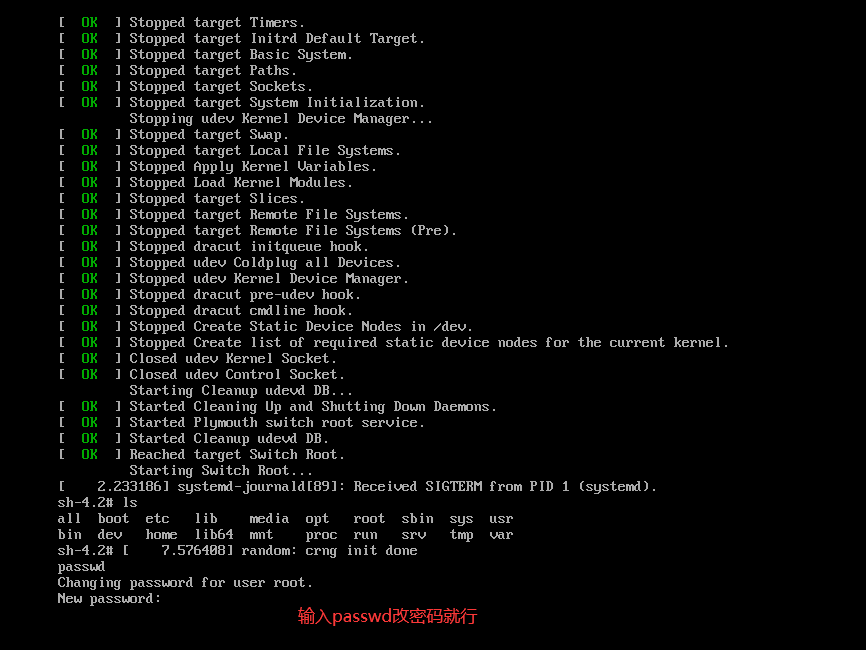 [  OK  ] Stopped target Timers.
[  OK  ] Stopped target Initrd Default Target.
[  OK  ] Stopped target Basic System.
[  OK  ] Stopped target Paths.
[  OK  ] Stopped target Sockets.
[  OK  ] Stopped target System Initialization.
         Stopping udev Kernel Device Manager...
[  OK  ] Stopped target Swap.
[  OK  ] Stopped target Local File Systems.
[  OK  ] Stopped Apply Kernel Variables.
[  OK  ] Stopped Load Kernel Modules.
[  OK  ] Stopped target Slices.
[  OK  ] Stopped target Remote File Systems.
[  OK  ] Stopped target Remote File Systems (Pre).
[  OK  ] Stopped dracut initqueue hook.
[  OK  ] Stopped udev Coldplug all Devices.
[  OK  ] Stopped udev Kernel Device Manager.
[  OK  ] Stopped dracut pre-udev hook.
[  OK  ] Stopped dracut cmdline hook.
[  OK  ] Stopped Create Static Device Nodes in /dev.
[  OK  ] Stopped Create list of required static device nodes for the current kernel.
[  OK  ] Closed udev Kernel Socket.
[  OK  ] Closed udev Control Socket.
         Starting Cleanup udevd DB...
[  OK  ] Started Cleaning Up and Shutting Down Daemons.
[  OK  ] Started Plymouth switch root service.
[  OK  ] Started Cleanup udevd DB.
[  OK  ] Reached target Switch Root.
         Starting Switch Root...
[    2.233186] systemd-journald[89]: Received SIGTERM from PID 1 (systemd).
sh-4.2# ls
all  boot  etc   lib    media  opt   root  sbin  sys  usr
bin  dev   home  lib64  mnt    proc  run   srv   tmp  var
sh-4.2# [    7.576408] random: crng init done
passwd
Changing password for user root.
New password:
输入passwd改密码就行